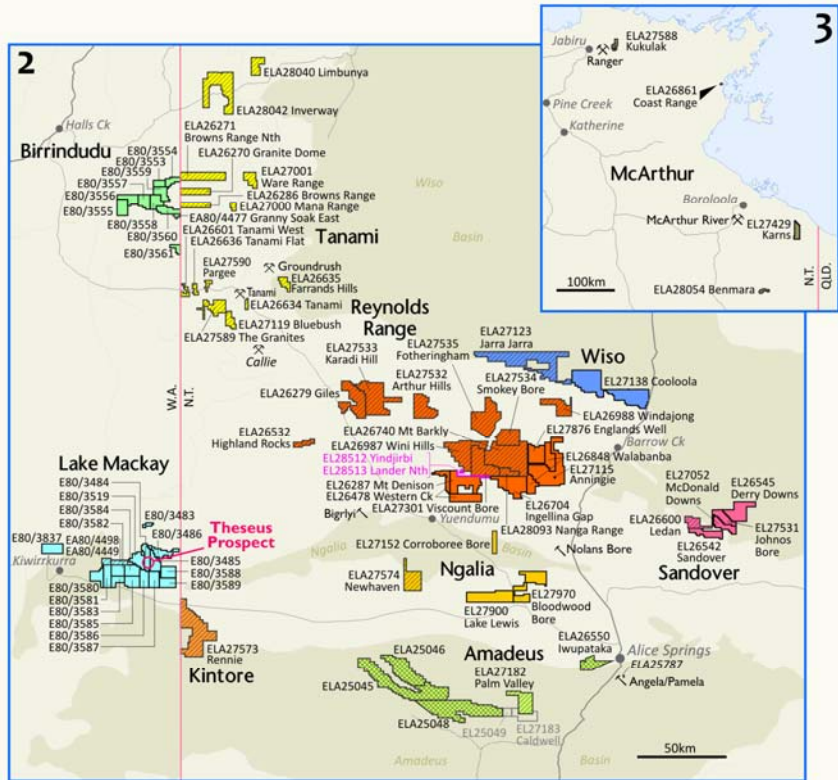 2
ELA28040 Limbunya
ELA28042 Inverway
Halls Ck
Birrindudu
ELA26271
Browns Range Nth
ELA26270 Granite Dome
E80/3554
E80/3553
E80/3559
E80/3557
E80/3556
E80/3555
E80/3558
E80/3560
E80/3561
ELA27001
Ware Range
ELA26286 Browns Range
ELA27000 Mana Range
EA80/4477 Granny Soak East
ELA26601 Tanami West
ELA26636 Tanami Flat
Tanami
Wiso
Basin
ELA27590
Pargee
Groundrush
Tanami
ELA26635
Farrands Hills
ELA26634 Tanami
ELA27119 Bluebush
ELA27589 The Granites
Callie
W.A.
N.T.
Reynolds
Range
ELA27533
Karadi Hill
ELA27535
Fotheringham
ELA27532
Arthur Hills
ELA27123
Jarra Jarra
ELA27534
Smokey Bore
Wiso
EL27138 Cooloola
ELA26279 Giles
ELA26988 Windajong
EL27876 Englands Well
Barrow Ck
ELA26532
Highland Rocks
ELA26740 Mt Barkly
ELA26987 Wini Hills
EL28512 Yindjirbi
EL28513 Lander Nth
ELA26848 Walabanba
EL27115
Anningie
EL26287 Mt Denison
EL26478 Western Ck
EL26704
Ingellina Gap
ELA27301 Viscount Bore
ELA28093 Nanga Range
Bigrlyi
Yuendumu
EL27152 Corroboree Bore
Nolans Bore
Ngalia
Basin
EL27052
McDonald
Downs
EL26545
Derry Downs
ELA26600
Ledan
EL27531
Johnos
Bore
EL26542
Sandover
Sandover
Lake Mackay
E80/3484
E80/3519
E80/3584
E80/3582
E80/3483
E80/3486
E80/3837
EA80/4498
EA80/4449
Theseus
Prospect
Kiwirrkurra
E80/3485
E80/3588
E80/3589
E80/3580
E80/3581
E80/3583
E80/3585
E80/3586
E80/3587
ELA27574
Newhaven
Ngalia
EL27900
Lake Lewis
EL27970
Bloodwood
Bore
ELA27573
Rennie
Kintore
Amadeus
ELA25046
ELA25045
ELA25048
ELA27182
Palm Valley
EL25049
EL27183
Caldwell
EL26550
Iwupataka
Alice Springs
ELA25787
Angela/Pamela
Amadeus
Basin
50km
3
Jabiru
ELA27588
Kukulak
Ranger
ELA26861
Coast Range
Pine Creek
Katherine
McArthur
Boroloola
McArthur River
EL27429
Karns
ELA28054 Benmara
N.T.
QLD.
100km